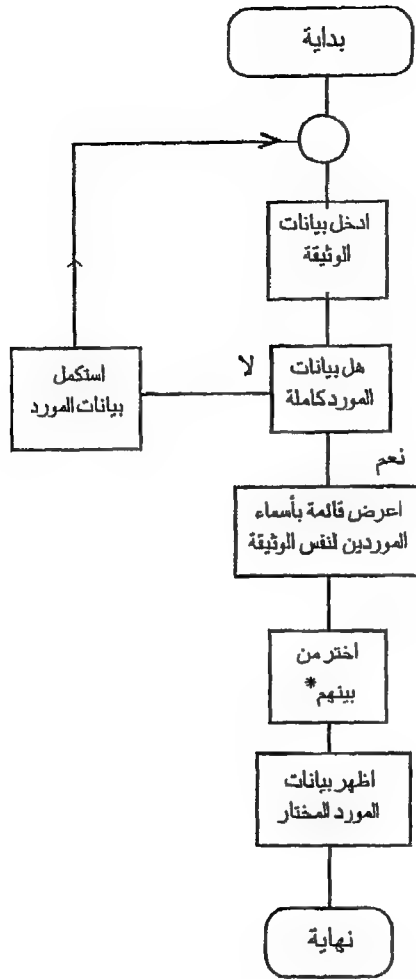 بداية
ادخل بيانات
الوثيقة
هل بيانات
المورد كاملة
لا
استكمل
بيانات المورد
نعم
اعرض قائمة بأسماء
الموردين لنفس الوثيقة
اختر من
بينهم*
اظهر بيانات
المورد المختار
نهاية